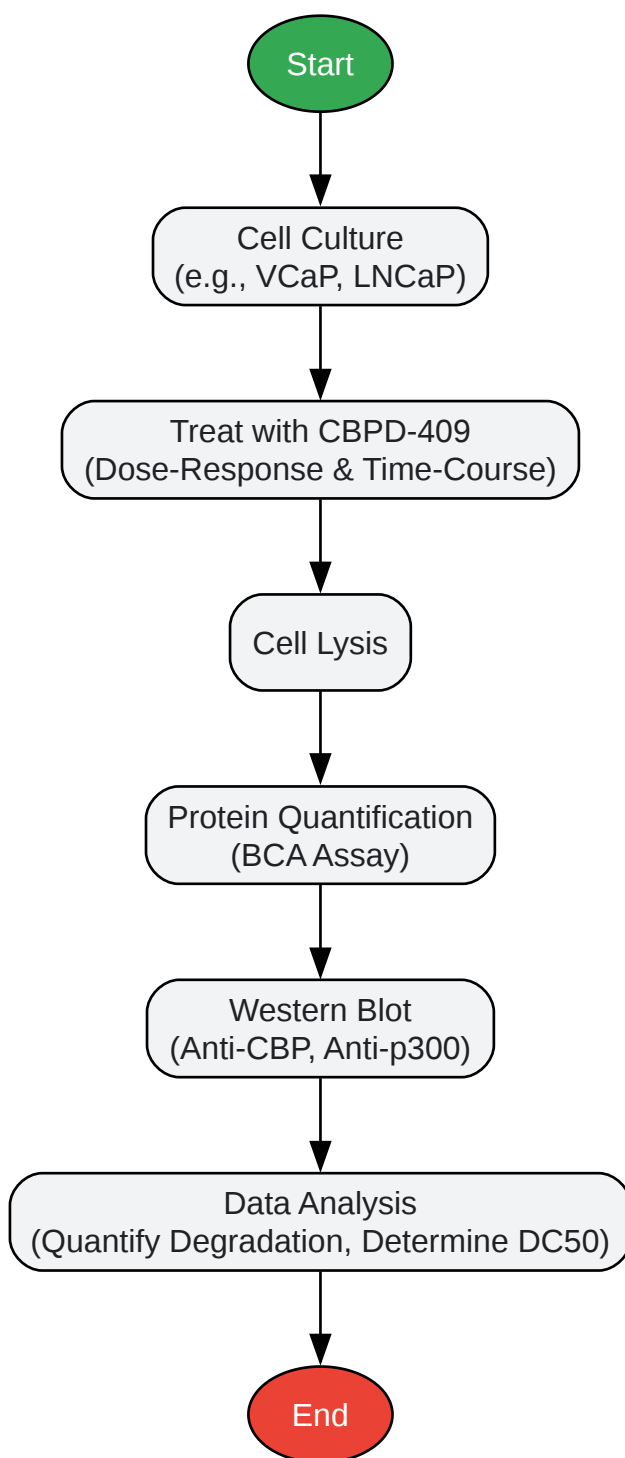 Start
Cell Culture
(e.g., VCaP, LNCaP)
Treat with CBPD-409
(Dose-Response & Time-Course)
Cell Lysis
Protein Quantification
(BCA Assay)
Western Blot
(Anti-CBP, Anti-p300)
Data Analysis
(Quantify Degradation, Determine DC50)
End